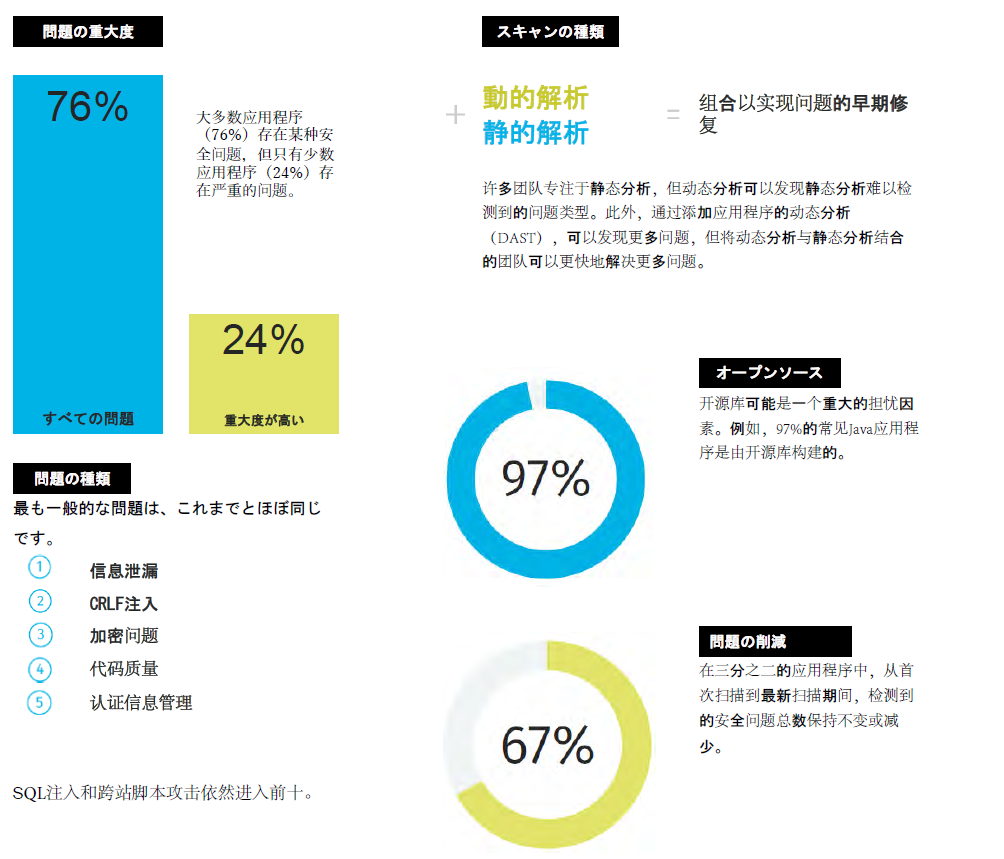 問題の重大度
76%
すべての問題
大多数应用程序
（76%）存在某种安
全问题，但只有少数
应用程序（24%）存
在严重的问题。
24%
重大度が高い
問題の種類
最も一般的な問題は、これまでとほぼ同じ
です。
1 信息泄漏
2 CRLF注入
3 加密问题
4 代码质量
5 认证信息管理
SQL注入和跨站脚本攻击依然进入前十。
スキャンの種類
+ 動的解析
静的解析
= 组合以实现问题的早期修
复
许多团队专注于静态分析，但动态分析可以发现静态分析难以检
测到的问题类型。此外，通过添加应用程序的动态分析
（DAST），可以发现更多问题，但将动态分析与静态分析结合
的团队可以更快地解决更多问题。
97%
オープンソース
开源库可能是一个重大的担忧因
素。例如，97%的常见Java应用程
序是由开源库构建的。
67%
問題の削減
在三分之二的应用程序中，从首
次扫描到最新扫描期间，检测到
的安全问题总数保持不变或减
少。